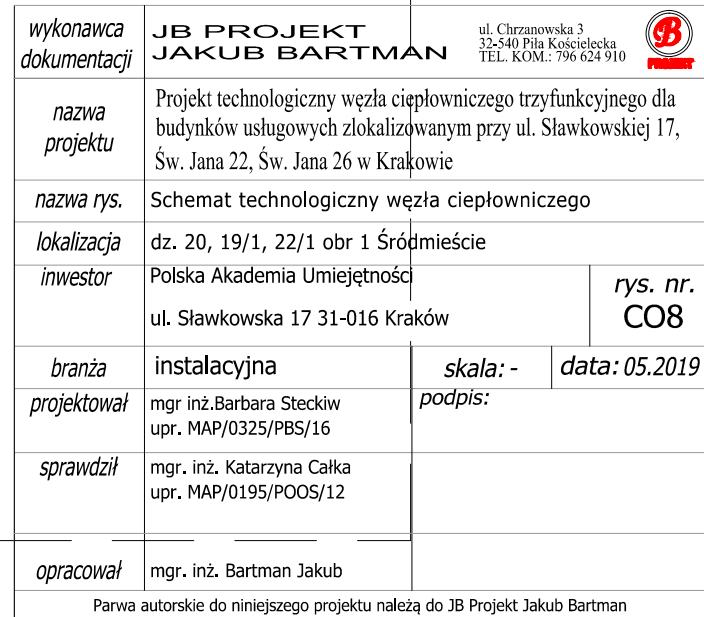 wykonawca
dokumentacji
JB PROJEKT
JAKUB BARTMAN
ul. Chrzanowska 3
32-540 Piła Kościelecka
TEL. KOM.: 796 624 910
B
PROJEKT
nazwa
projektu
Projekt technologiczny węzła ciepłowniczego trzyfunkcyjnego dla
budynków usługowych zlokalizowanym przy ul. Sławkowskiej 17,
Św. Jana 22, Św. Jana 26 w Krakowie
nazwa rys.
Schemat technologiczny węzła ciepłowniczego
lokalizacja
dz. 20, 19/1, 22/1 obr 1 Śródmieście
inwestor
Polska Akademia Umiejętności
ul. Sławkowska 17 31-016 Kraków
rys. nr.
CO8
branża
instalacyjna
skala: -
data: 05.2019
projektował
mgr inż.Barbara Steckiw
upr. MAP/0325/PBS/16
podpis:
sprawdził
mgr. inż. Katarzyna Całka
upr. MAP/0195/POOS/12
opracował
mgr. inż. Bartman Jakub
Parwa autorskie do niniejszego projektu należą do JB Projekt Jakub Bartman